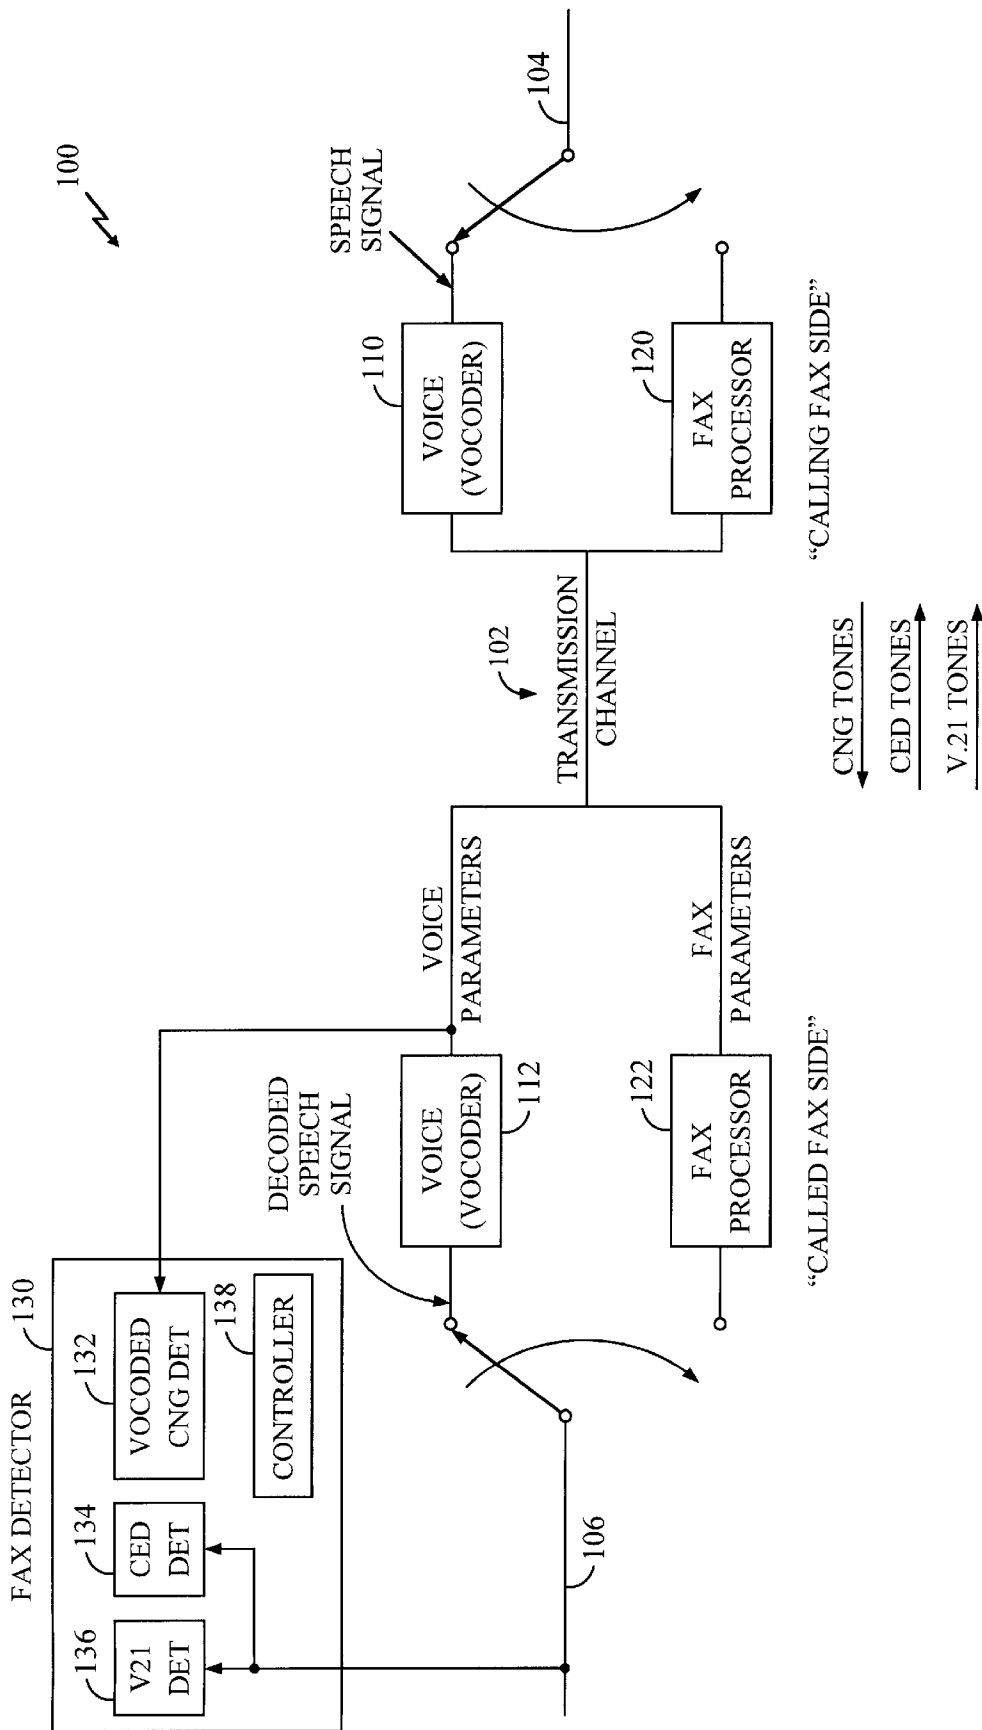 100
FAX DETECTOR
130
136
V21
DET
134
CED
DET
132
VOCODED
CNG DET
138
CONTROLLER
106
DECODED
SPEECH
SIGNAL
VOICE
(VOCODER)
112
VOICE
PARAMETERS
122
FAX
PROCESSOR
FAX
PARAMETERS
“CALLED FAX SIDE”
102
TRANSMISSION
CHANNEL
110
VOICE
(VOCODER)
SPEECH
SIGNAL
104
120
FAX
PROCESSOR
“CALLING FAX SIDE”
CNG TONES
CED TONES
V.21 TONES